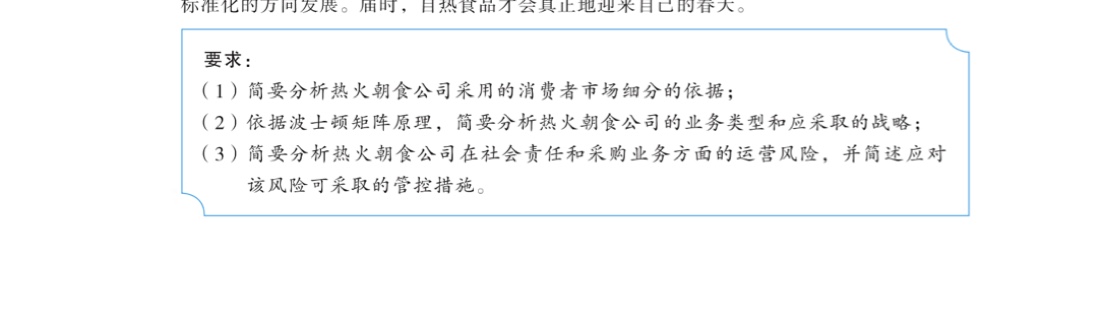 标准化的方向发展。届时，自热食品才会真正地迎来自己的春天。
要求：
（1）简要分析热火朝食公司采用的消费者市场细分的依据；
（2）依据波士顿矩阵原理，简要分析热火朝食公司的业务类型和应采取的战略；
（3）简要分析热火朝食公司在社会责任和采购业务方面的运营风险，并简述应对
该风险可采取的管控措施。